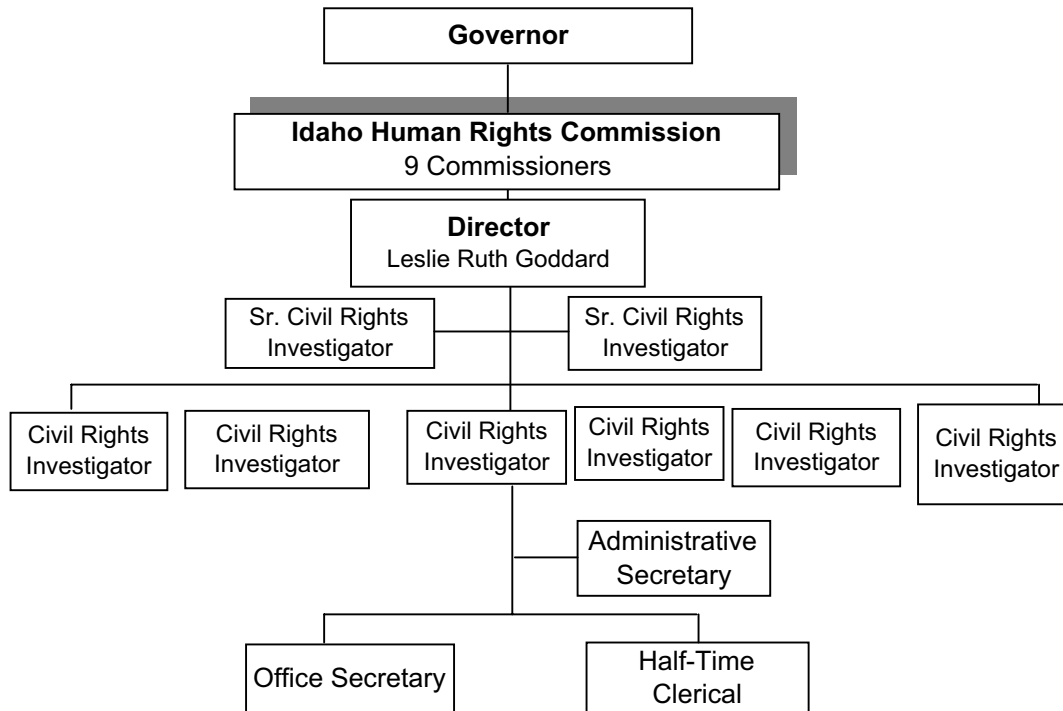 Governor
Idaho Human Rights Commission
9 Commissioners
Director
Leslie Ruth Goddard
Sr. Civil Rights
Investigator
Sr. Civil Rights
Investigator
Civil Rights
Investigator
Civil Rights
Investigator
Civil Rights
Investigator
Civil Rights
Investigator
Civil Rights
Investigator
Civil Rights
Investigator
Administrative
Secretary
Office Secretary
Half-Time
Clerical